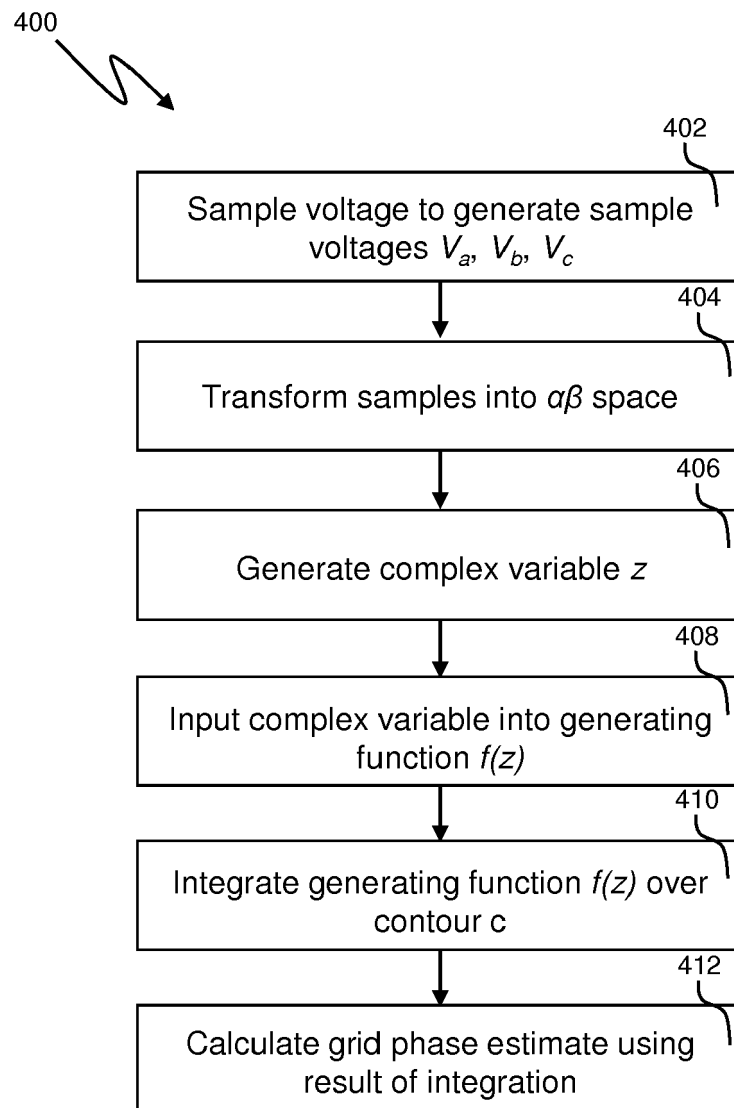 400
402
Sample voltage to generate sample
voltages Va, Vb, Vc
404
Transform samples into αβ space
406
Generate complex variable z
408
Input complex variable into generating
function f(z)
410
Integrate generating function f(z) over
contour c
412
Calculate grid phase estimate using
result of integration